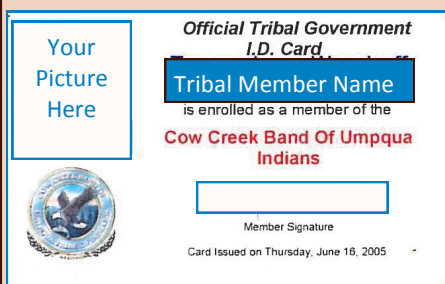 Official Tribal Government
I.D. Card
Your
Picture
Here
Tribal Member Name
is enrolled as a member of the
Cow Creek Band Of Umpqua
Indians
Member Signature
Card Issued on Thursday, June 16, 2005